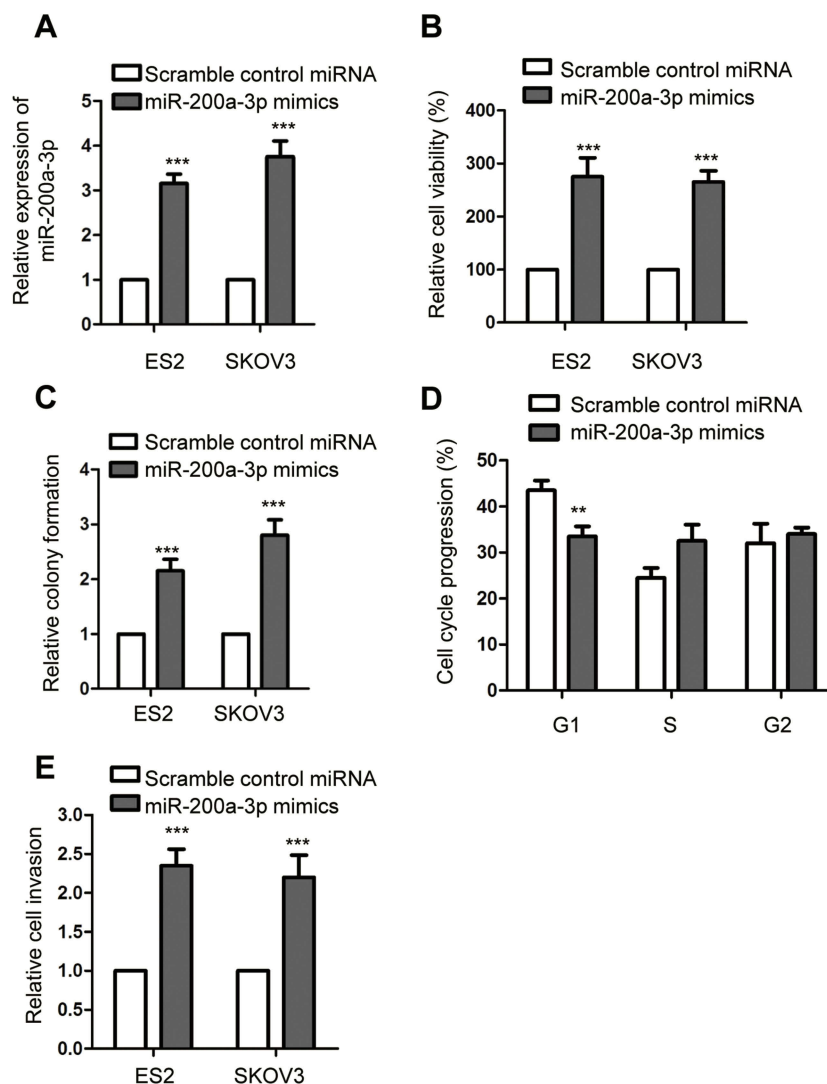 A
Scramble control miRNA
miR-200a-3p mimics
Relative expression of
miR-200a-3p
5
4
3
2
1
0
***
***
ES2
SKOV3
B
Scramble control miRNA
miR-200a-3p mimics
Relative cell viability (%)
400
300
200
100
0
***
***
ES2
SKOV3
C
Scramble control miRNA
miR-200a-3p mimics
Relative colony formation
4
3
2
1
0
***
***
ES2
SKOV3
D
Scramble control miRNA
miR-200a-3p mimics
Cell cycle progression (%)
50
40
30
20
10
0
**
G1
S
G2
E
Scramble control miRNA
miR-200a-3p mimics
Relative cell invasion
3.0
2.5
2.0
1.5
1.0
0.5
0.0
***
***
ES2
SKOV3